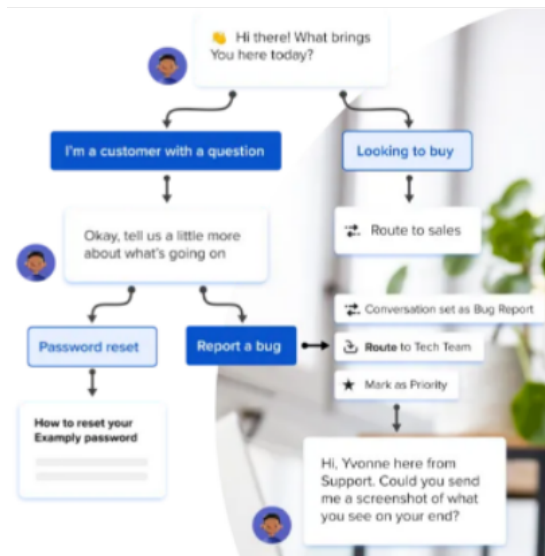 👋 Hi there! What brings
You here today?
I'm a customer with a question
Looking to buy
Okay, tell us a little more
about what's going on
Route to sales
Conversation set as Bug Report
Password reset
Report a bug
Route to Tech Team
Mark as Priority
How to reset your
Examply password
Hi, Yvonne here from
Support. Could you send
me a screenshot of what
you see on your end?